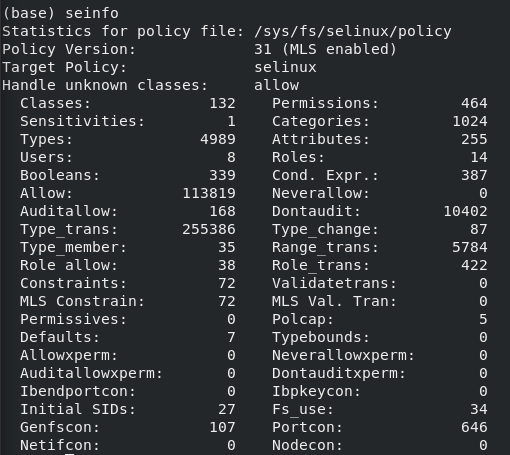 (base) seinfo
Statistics for policy file: /sys/fs/selinux/policy
Policy Version: 31 (MLS enabled)
Target Policy: selinux
Handle unknown classes: allow
Classes: 132 Permissions: 464
Sensitivities: 1 Categories: 1024
Types: 4989 Attributes: 255
Users: 8 Roles: 14
Booleans: 339 Cond. Expr.: 387
Allow: 113819 Neverallow: 0
Auditallow: 168 Dontaudit: 10402
Type_trans: 255386 Type_change: 87
Type_member: 35 Range_trans: 5784
Role allow: 38 Role_trans: 422
Constraints: 72 Validatetrans: 0
MLS Constrain: 72 MLS Val. Tran: 0
Permissives: 0 Polcap: 5
Defaults: 7 Typebounds: 0
Allowxperm: 0 Neverallowxperm: 0
Auditallowxperm: 0 Dontauditxperm: 0
Ibendportcon: 0 Ibpkeycon: 0
Initial SIDs: 27 Fs_use: 34
Genfscon: 107 Portcon: 646
Netifcon: 0 Nodecon: 0